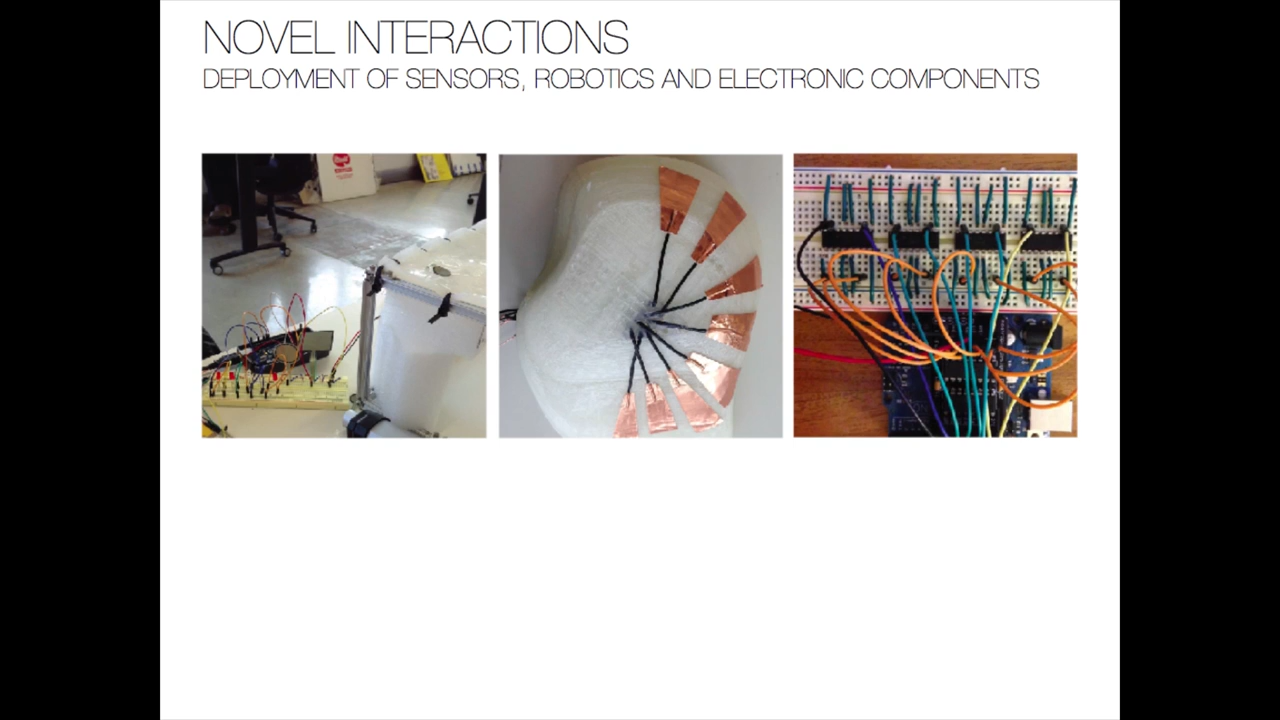 NOVEL INTERACTIONS
DEPLOYMENT OF SENSORS, ROBOTICS AND ELECTRONIC COMPONENTS